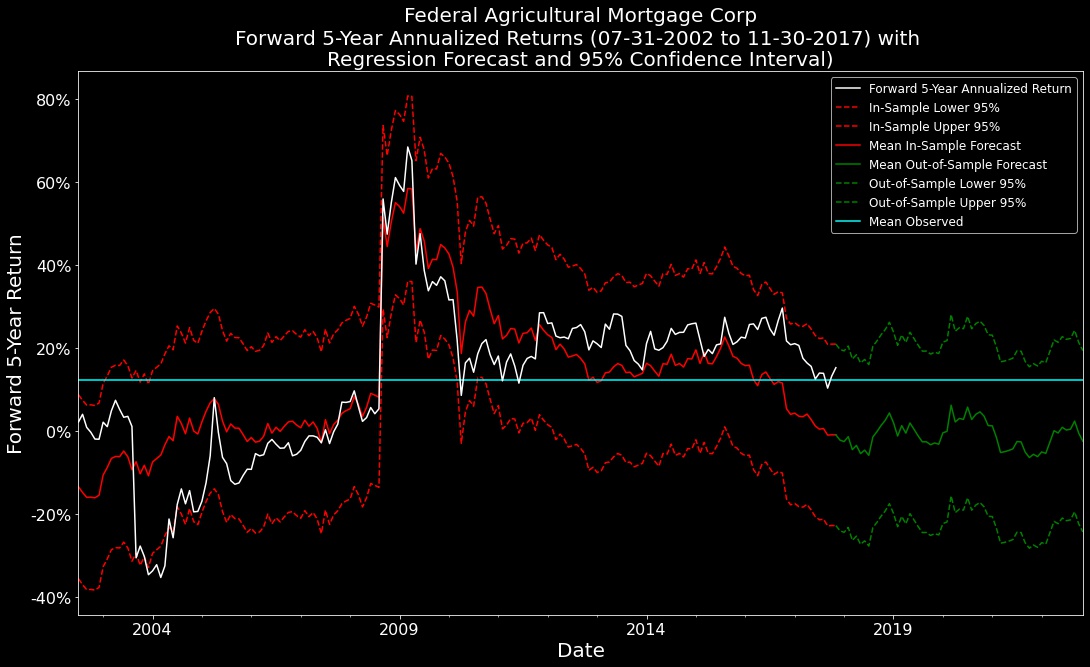 Federal Agricultural Mortgage Corp
Forward 5-Year Annualized Returns (07-31-2002 to 11-30-2017) with
Regression Forecast and 95% Confidence Interval)
Forward 5-Year Annualized Return
In-Sample Lower 95%
In-Sample Upper 95%
Mean In-Sample Forecast
Mean Out-of-Sample Forecast
Out-of-Sample Lower 95%
Out-of-Sample Upper 95%
Mean Observed
Forward 5-Year Return
80%
60%
40%
20%
0%
-20%
-40%
2004
2009
2014
2019
Date